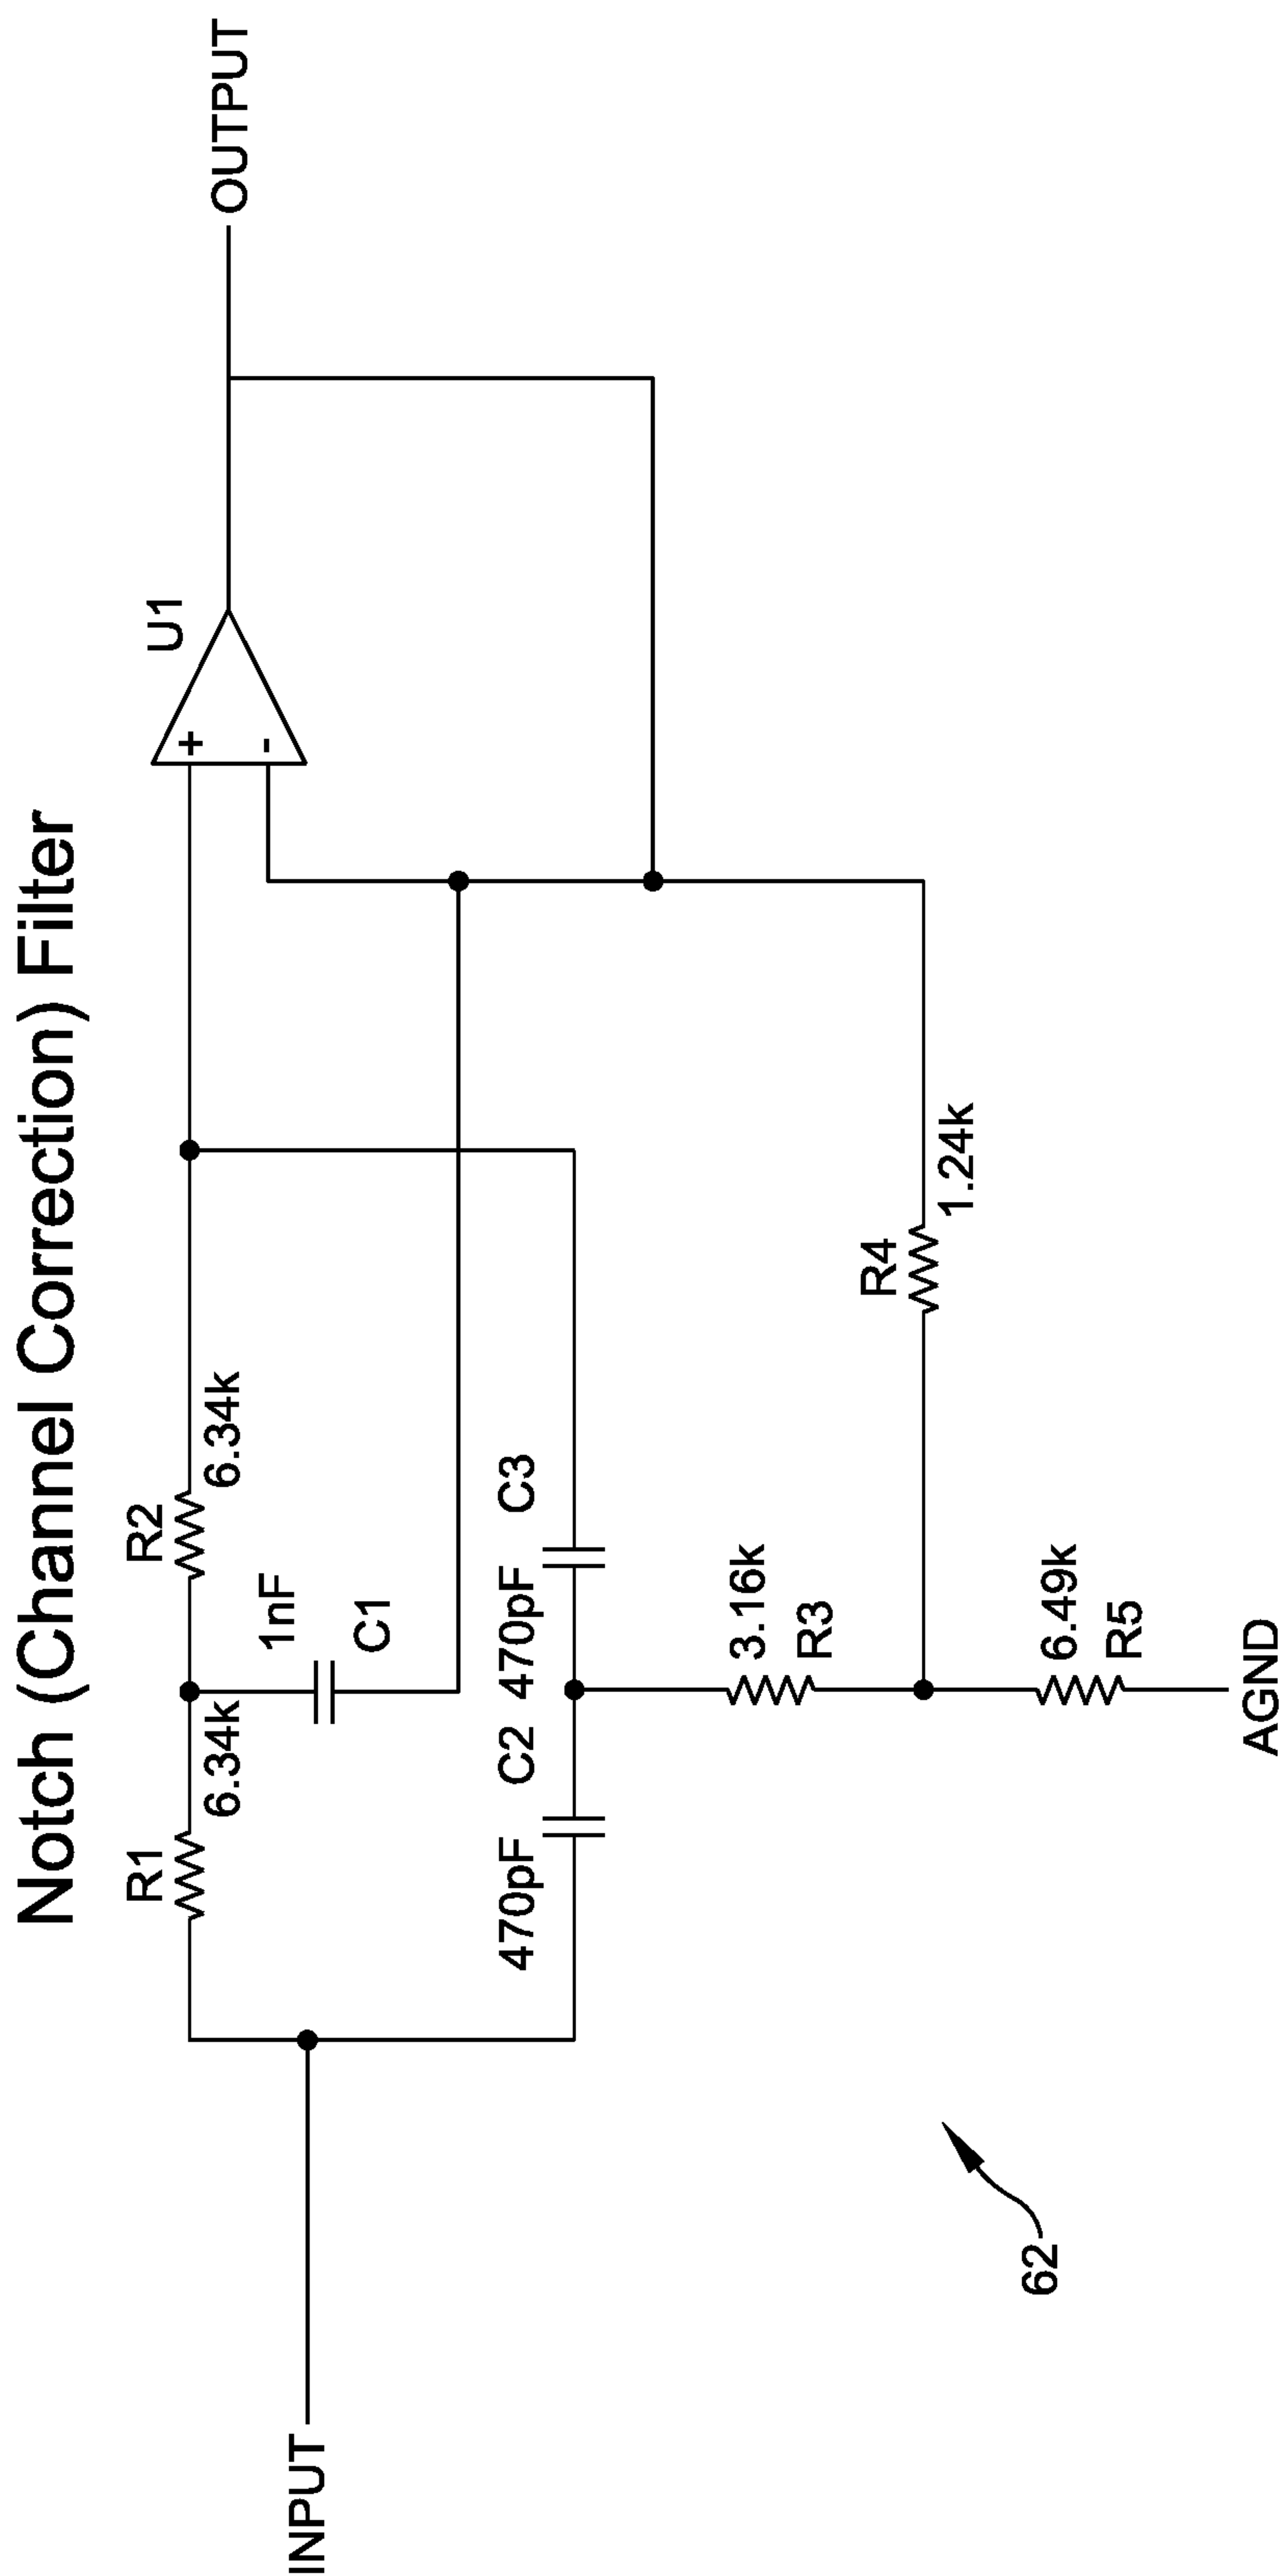 Notch (Channel Correction) Filter
R1
6.34k
R2
6.34k
U1
+
-
OUTPUT
1nF
C1
INPUT
470pF
C2
470pF
C3
3.16k
R3
R4
1.24k
6.49k
R5
AGND
62